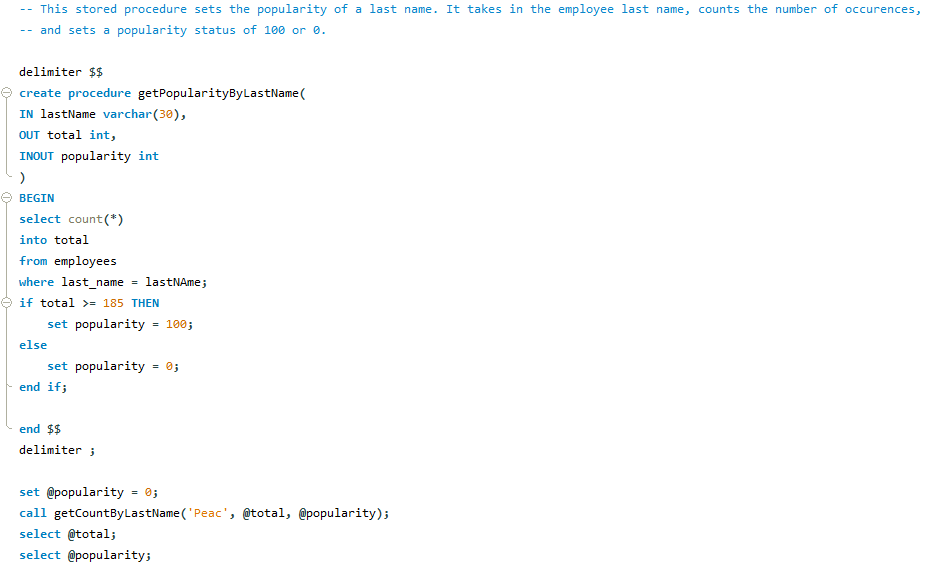 -- This stored procedure sets the popularity of a last name. It takes in the employee last name, counts the number of occurences,
-- and sets a popularity status of 100 or 0.
delimiter $$
create procedure getPopularityByLastName(
IN lastName varchar(30),
OUT total int,
INOUT popularity int
)
BEGIN
select count(*)
into total
from employees
where last_name = lastNAme;
if total >= 185 THEN
    set popularity = 100;
else
    set popularity = 0;
end if;
end $$
delimiter ;
set @popularity = 0;
call getCountByLastName('Peac', @total, @popularity);
select @total;
select @popularity;